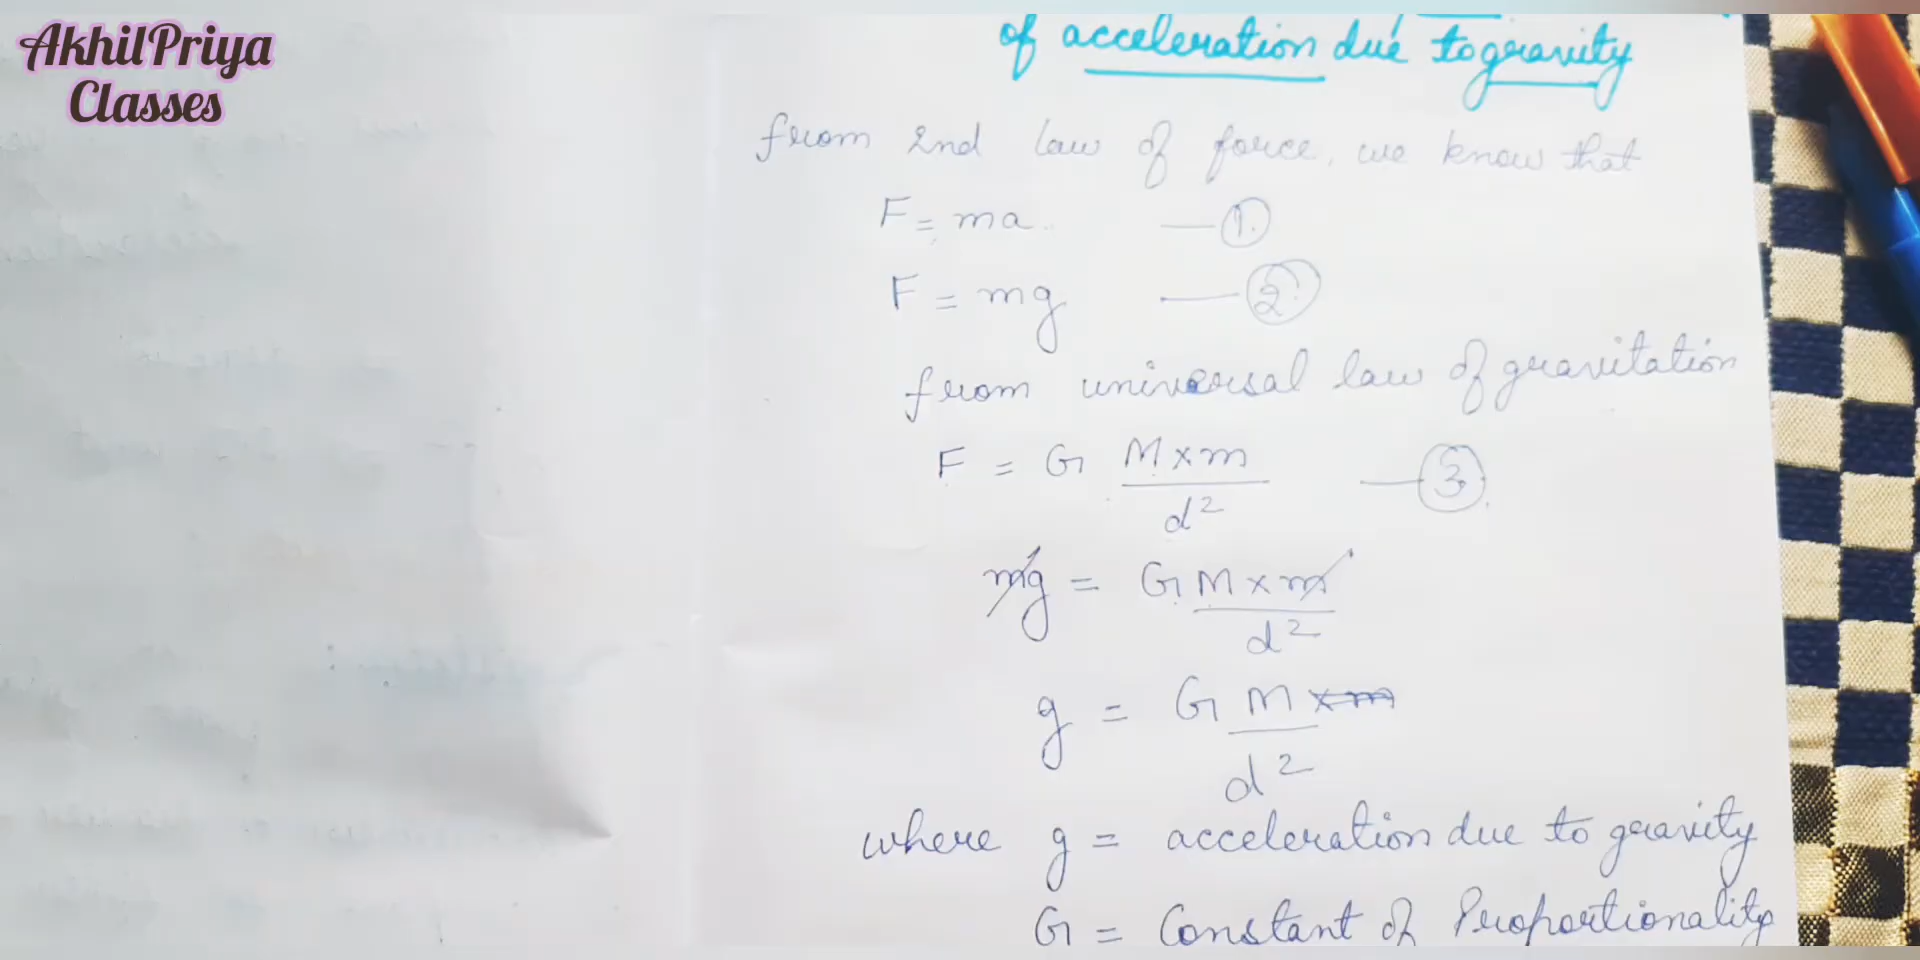 AkhilPriya
Classes
of acceleration due to gravity
from 2nd law of force, we know that
F = ma. —①.
F = mg —②.
from universal law of gravitation
F = G M×m / d² —③.
mg = G M×m / d²
g = G M ×m / d²
where g = acceleration due to gravity
G = Constant of Proportionality